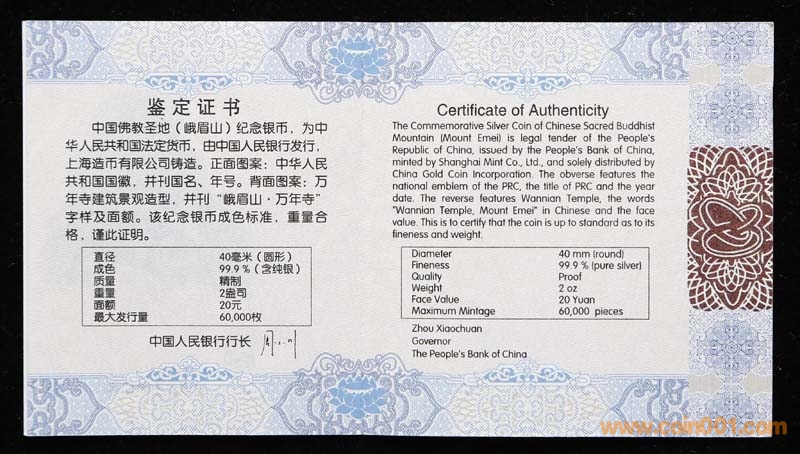 鉴定证书
中国佛教圣地（峨眉山）纪念银币，为中
华人民共和国法定货币，由中国人民银行发行，
上海造币有限公司铸造。正面图案：中华人民
共和国国徽，并刊国名、年号。背面图案：万
年寺建筑景观造型，并刊“峨眉山·万年寺”
字样及面额。该纪念银币成色标准，重量合
格，谨此证明。
直径 40毫米（圆形）
成色 99.9％（含纯银）
质量 精制
重量 2盎司
面额 20元
最大发行量 60,000枚
中国人民银行行长
Certificate of Authenticity
The Commemorative Silver Coin of Chinese Sacred Buddhist
Mountain (Mount Emei) is legal tender of the People's
Republic of China, issued by the People's Bank of China,
minted by Shanghai Mint Co., Ltd., and solely distributed by
China Gold Coin Incorporation. The obverse features the
national emblem of the PRC, the title of PRC and the year
date. The reverse features Wannian Temple, the words
"Wannian Temple, Mount Emei" in Chinese and the face
value. This is to certify that the coin is up to standard as to its
fineness and weight.
Diameter 40 mm (round)
Fineness 99.9 % (pure silver)
Quality Proof
Weight 2 oz
Face Value 20 Yuan
Maximum Mintage 60,000 pieces
Zhou Xiaochuan
Governor
The People's Bank of China
www.com001.com